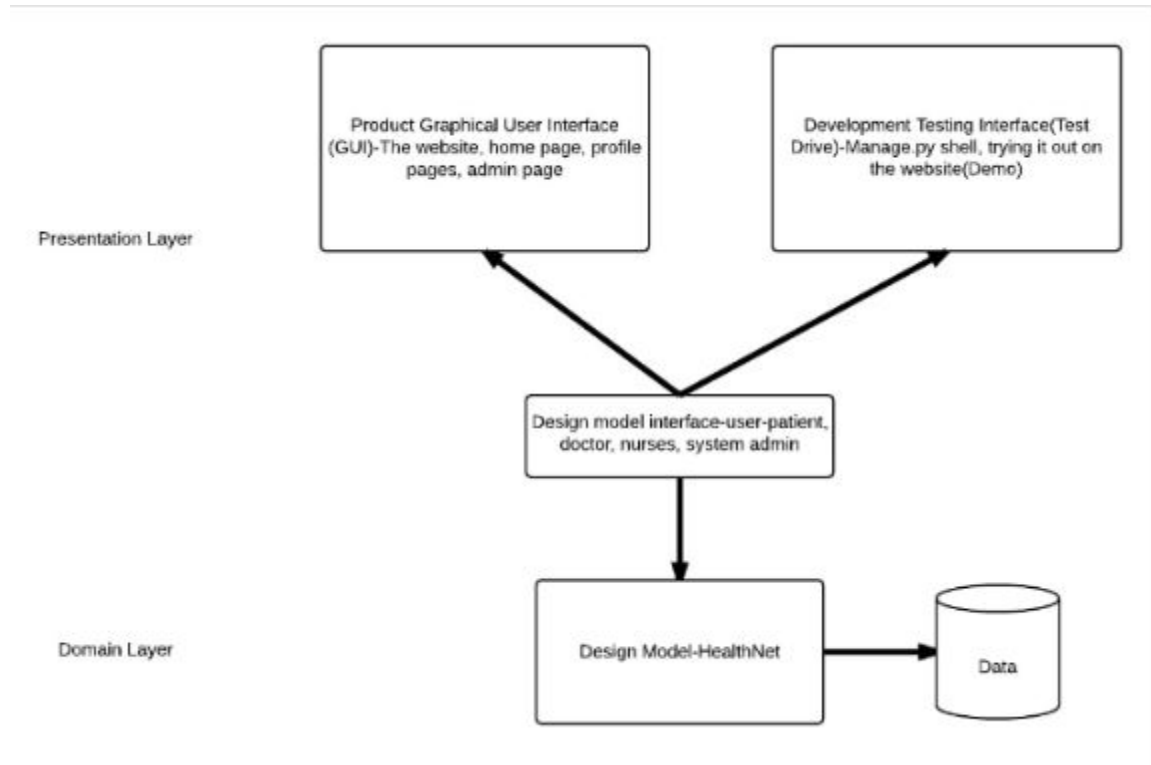 Product Graphical User Interface
(GUI)-The website, home page, profile
pages, admin page
Development Testing Interface(Test
Drive)-Manage.py shell, trying it out on
the website(Demo)
Presentation Layer
Design model interface-user-patient,
doctor, nurses, system admin
Domain Layer
Design Model-HealthNet
Data